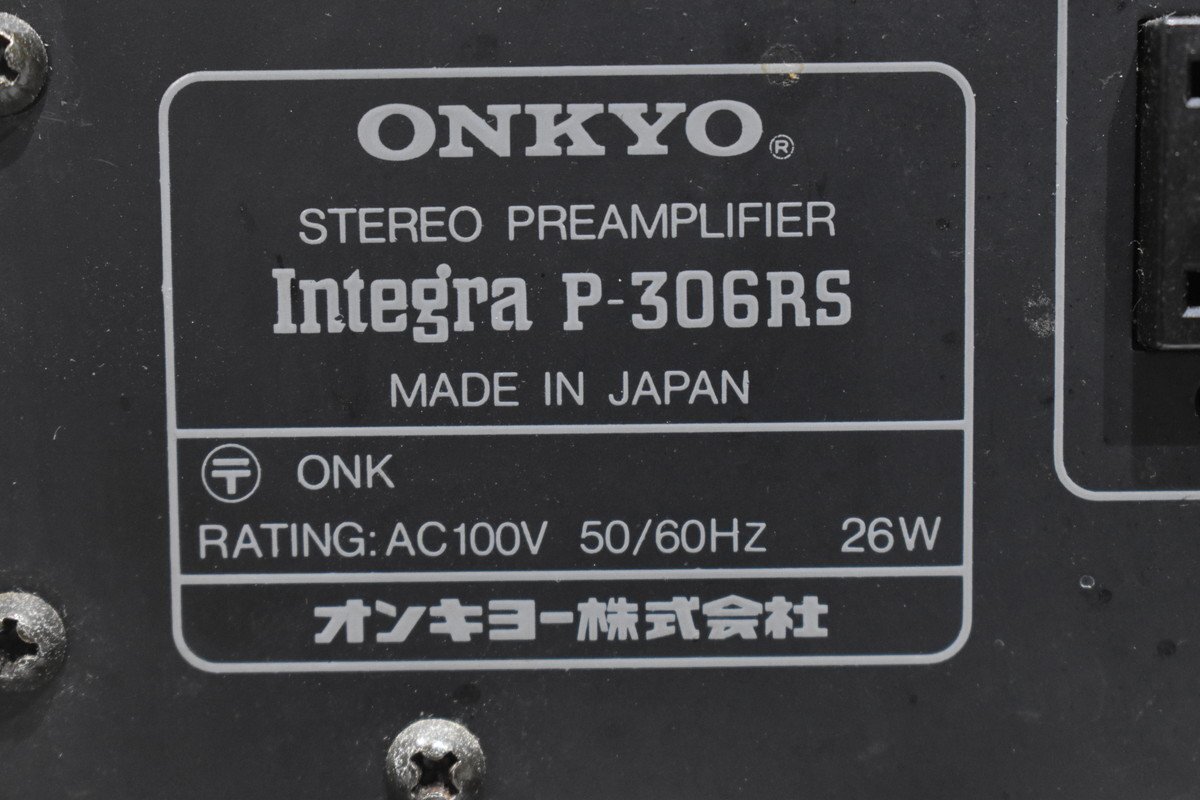 ONKYO®
STEREO PREAMPLIFIER
Integra P-306RS
MADE IN JAPAN
〶 ONK
RATING: AC100V 50/60Hz 26W
オンキヨー株式会社